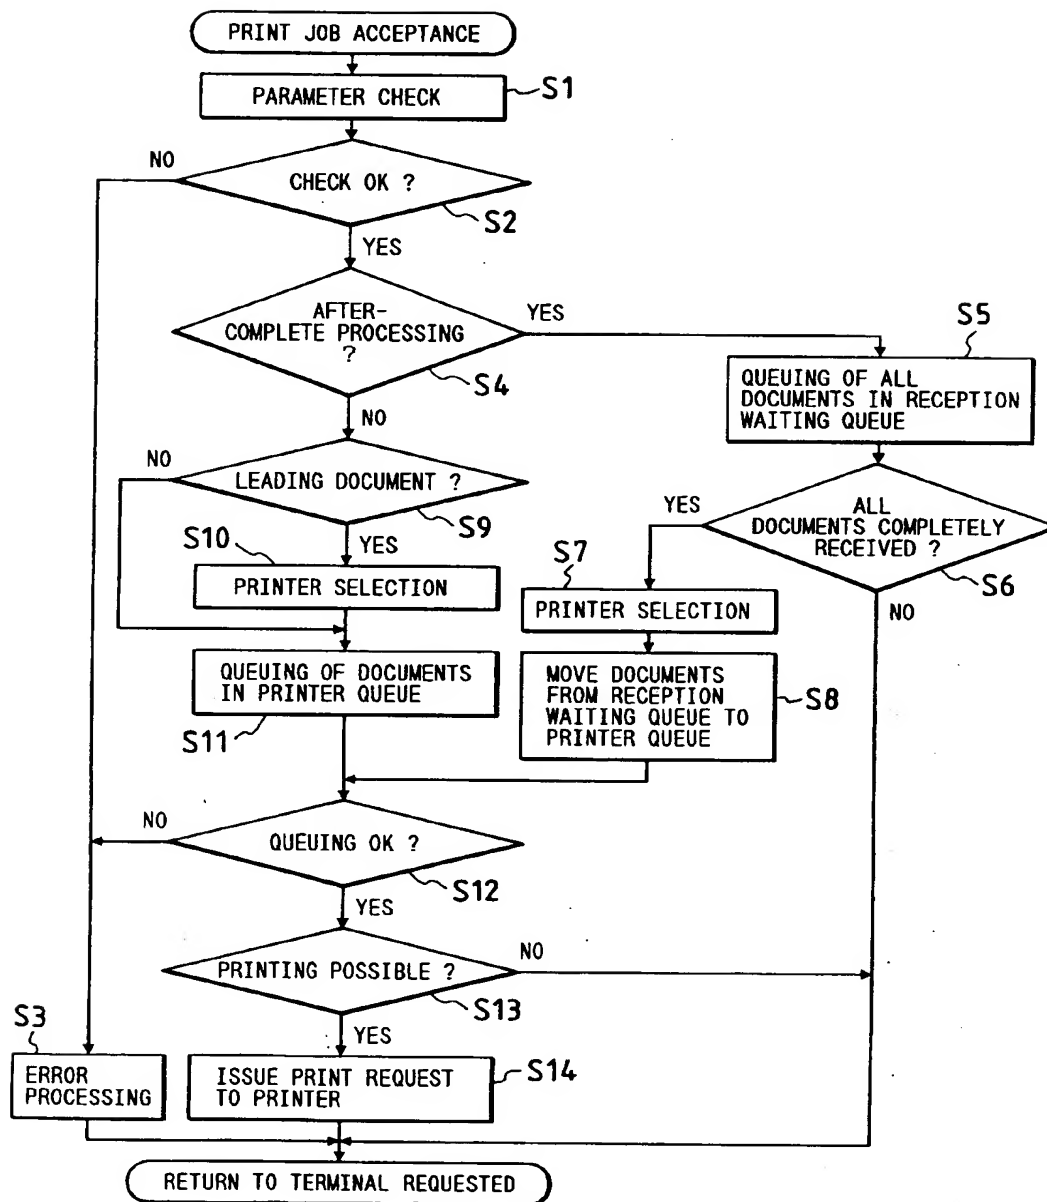 PRINT JOB ACCEPTANCE
PARAMETER CHECK
S1
NO
CHECK OK ?
S2
YES
AFTER-
COMPLETE PROCESSING
?
YES
S4
S5
QUEUING OF ALL
DOCUMENTS IN RECEPTION
WAITING QUEUE
NO
NO
LEADING DOCUMENT ?
S9
YES
ALL
DOCUMENTS COMPLETELY
RECEIVED ?
YES
S6
NO
S10
YES
PRINTER SELECTION
S7
PRINTER SELECTION
QUEUING OF DOCUMENTS
IN PRINTER QUEUE
S11
MOVE DOCUMENTS
FROM RECEPTION
WAITING QUEUE TO
PRINTER QUEUE
S8
NO
QUEUING OK ?
S12
YES
PRINTING POSSIBLE ?
NO
S13
YES
S3
ERROR
PROCESSING
ISSUE PRINT REQUEST
TO PRINTER
S14
RETURN TO TERMINAL REQUESTED